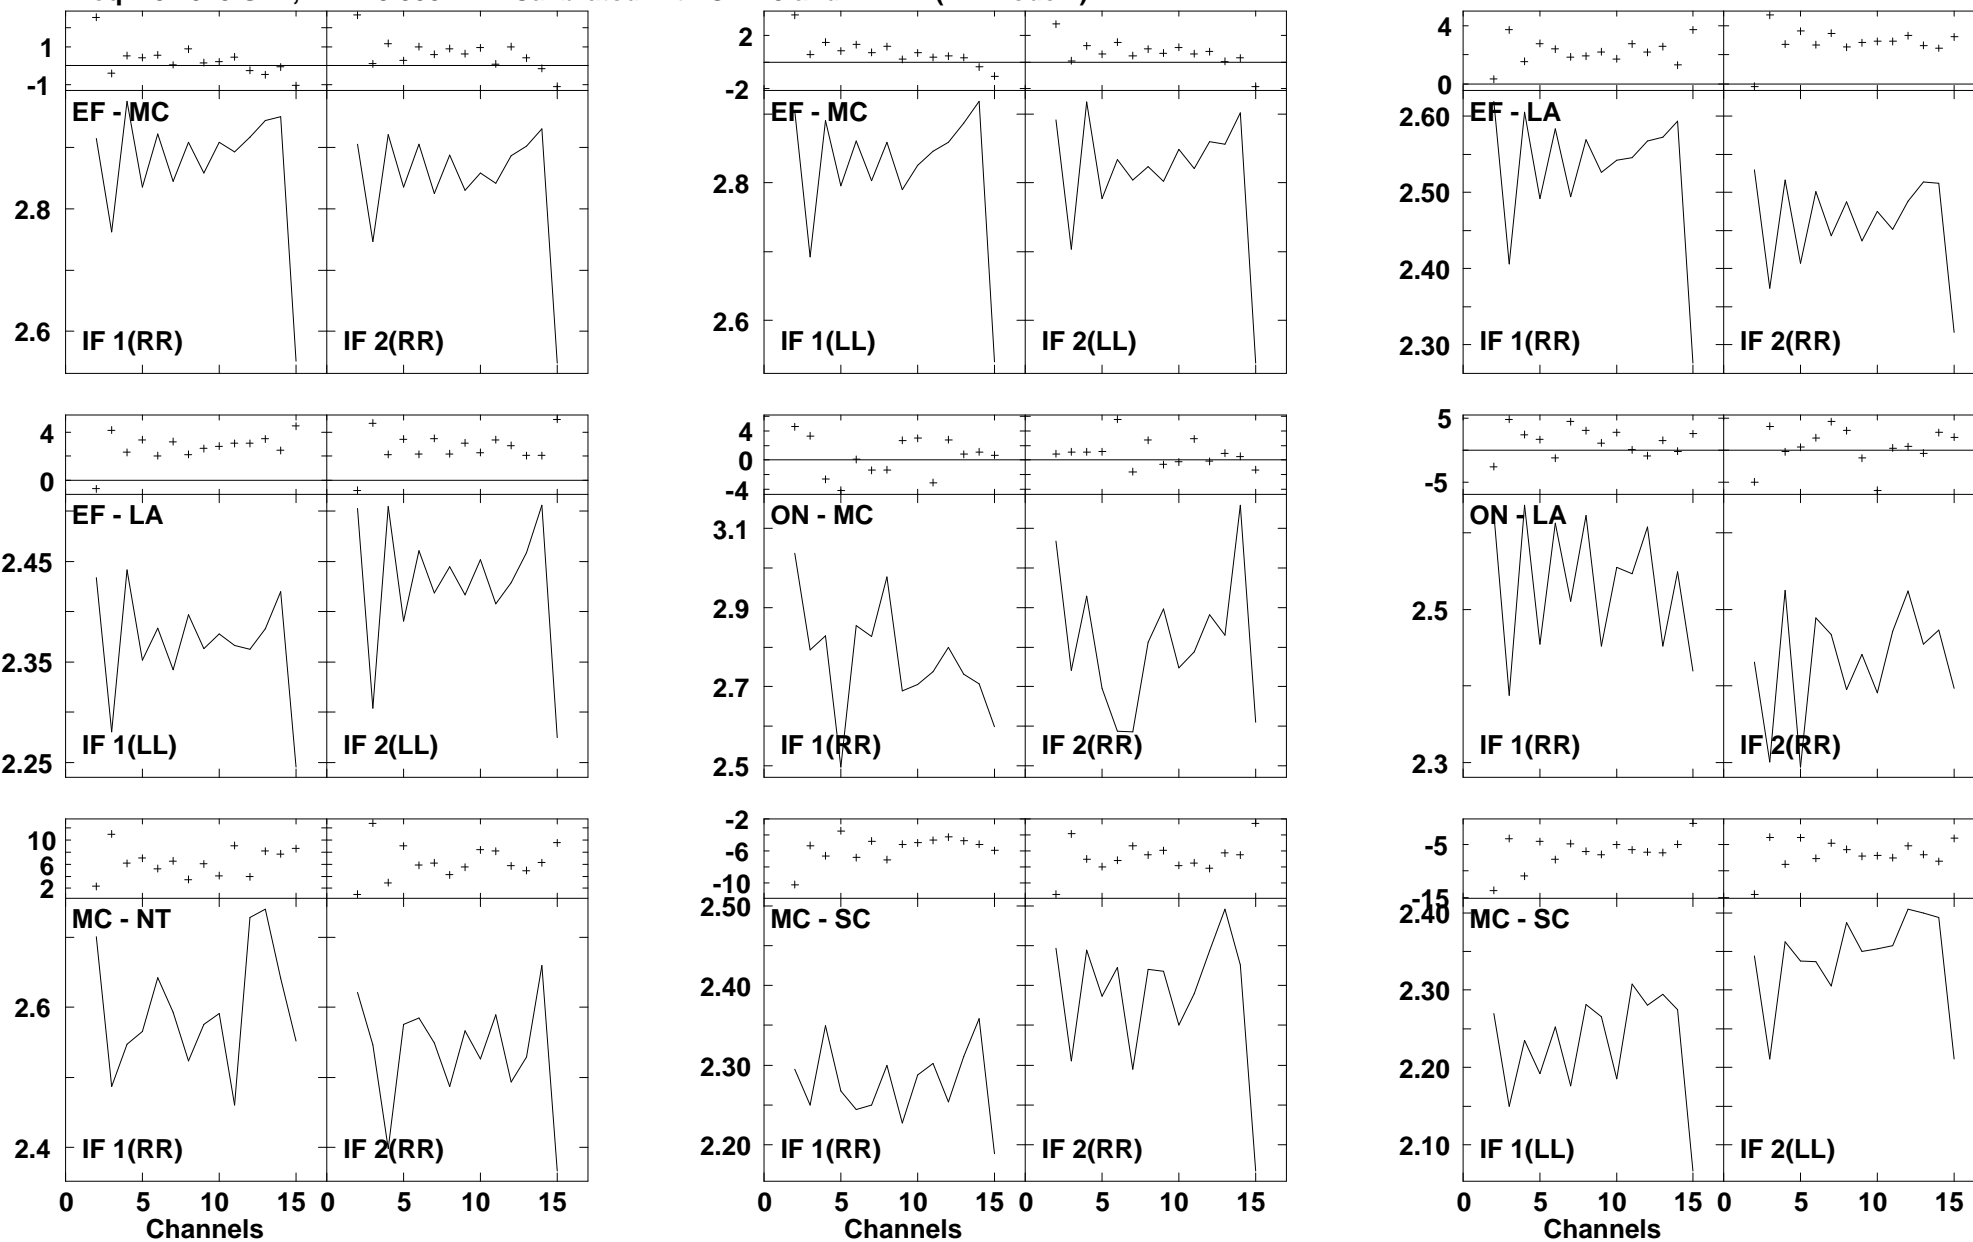 1
-1
EF - MC
2.8
2.6
IF 1(RR)
IF 2(RR)
2
-2
EF - MC
2.8
2.6
IF 1(LL)
IF 2(LL)
4
0
EF - LA
2.60
2.50
2.40
2.30
IF 1(RR)
IF 2(RR)
4
0
EF - LA
2.45
2.35
2.25
IF 1(LL)
IF 2(LL)
4
0
-4
ON - MC
3.1
2.9
2.7
2.5
IF 1(RR)
IF 2(RR)
5
-5
ON - LA
2.5
2.3
IF 1(RR)
IF 2(RR)
10
6
2
MC - NT
2.6
2.4
IF 1(RR)
IF 2(RR)
0 5 10 15 0 5 10 15
Channels
-2
-6
-10
MC - SC
2.50
2.40
2.30
2.20
IF 1(RR)
IF 2(RR)
0 5 10 15 0 5 10 15
Channels
-5
-15
MC - SC
2.40
2.30
2.20
2.10
IF 1(LL)
IF 2(LL)
0 5 10 15 0 5 10 15
Channels